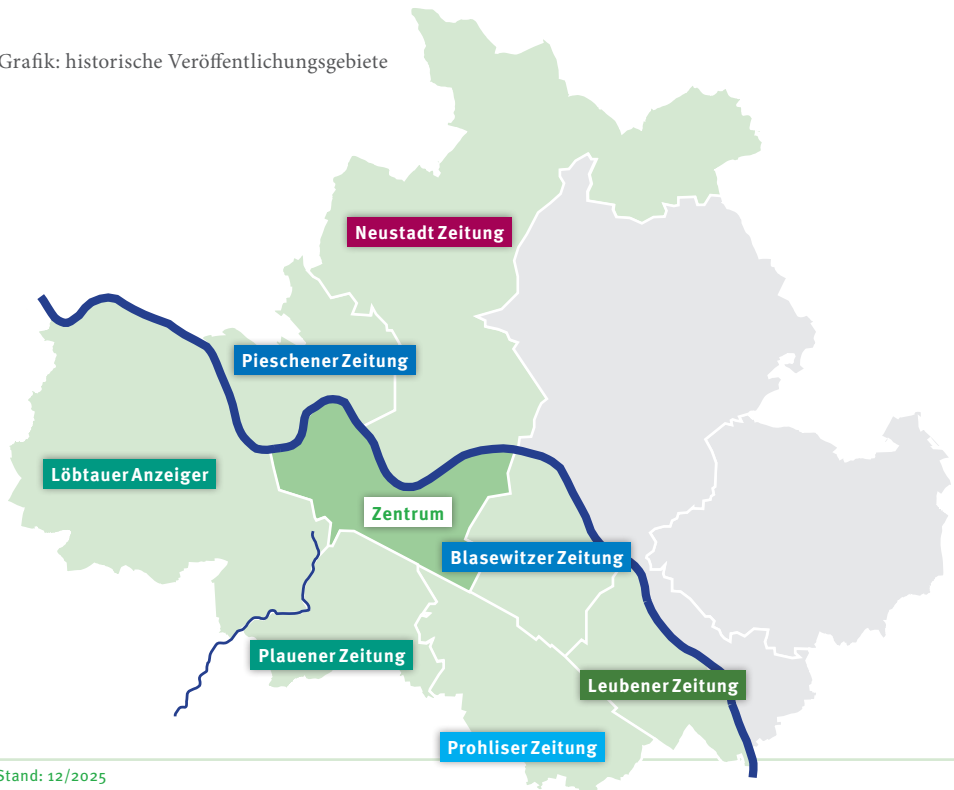 Grafik: historische Veröffentlichungsgebiete
Neustadt Zeitung
Pieschener Zeitung
Löbtauer Anzeiger
Zentrum
Blasewitzer Zeitung
Plauener Zeitung
Leubener Zeitung
Prohliser Zeitung
Stand: 12/2025